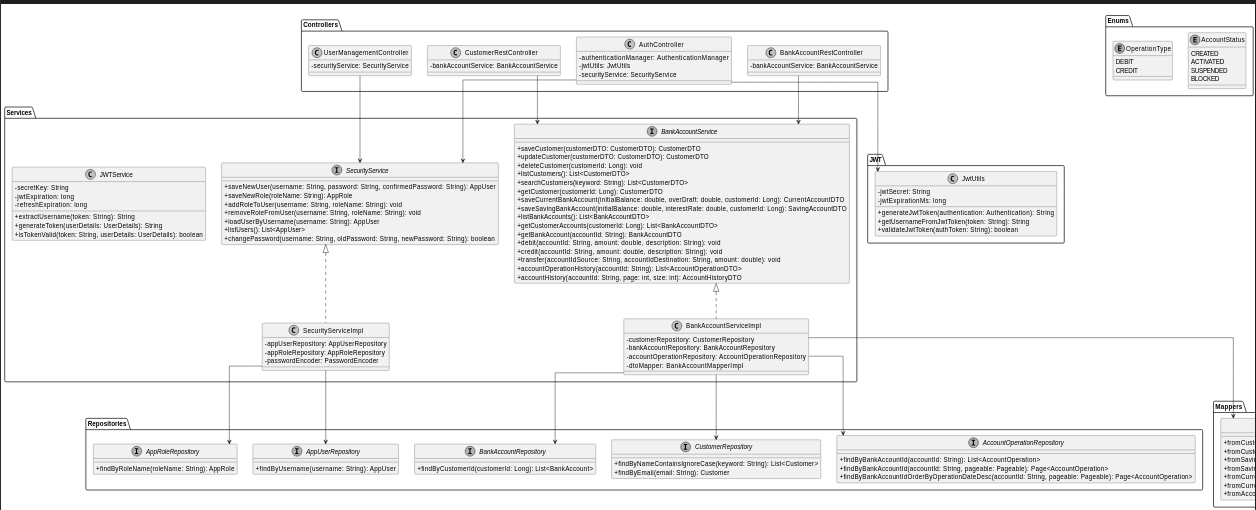 Controllers
C UserManagementController
-securityService: SecurityService
C CustomerRestController
-bankAccountService: BankAccountService
C AuthController
-authenticationManager: AuthenticationManager
-jwtUtils: JwtUtils
-securityService: SecurityService
C BankAccountRestController
-bankAccountService: BankAccountService
Enums
E OperationType
DEBIT
CREDIT
E AccountStatus
CREATED
ACTIVATED
SUSPENDED
BLOCKED
Services
C JWTService
-secretKey: String
-jwtExpiration: long
-refreshExpiration: long
+extractUsername(token: String): String
+generateToken(userDetails: UserDetails): String
+isTokenValid(token: String, userDetails: UserDetails): boolean
I SecurityService
+saveNewUser(username: String, password: String, confirmedPassword: String): AppUser
+saveNewRole(roleName: String): AppRole
+addRoleToUser(username: String, roleName: String): void
+removeRoleFromUser(username: String, roleName: String): void
+loadUserByUsername(username: String): AppUser
+listUsers(): List<AppUser>
+changePassword(username: String, oldPassword: String, newPassword: String): boolean
I BankAccountService
+saveCustomer(customerDTO: CustomerDTO): CustomerDTO
+updateCustomer(customerDTO: CustomerDTO): CustomerDTO
+deleteCustomer(customerId: Long): void
+listCustomers(): List<CustomerDTO>
+searchCustomers(keyword: String): List<CustomerDTO>
+getCustomer(customerId: Long): CustomerDTO
+saveCurrentBankAccount(initialBalance: double, overDraft: double, customerId: Long): CurrentAccountDTO
+saveSavingBankAccount(initialBalance: double, interestRate: double, customerId: Long): SavingAccountDTO
+listBankAccounts(): List<BankAccountDTO>
+getCustomerAccounts(customerId: Long): List<BankAccountDTO>
+getBankAccount(accountId: String): BankAccountDTO
+debit(accountId: String, amount: double, description: String): void
+credit(accountId: String, amount: double, description: String): void
+transfer(accountIdSource: String, accountIdDestination: String, amount: double): void
+accountOperationHistory(accountId: String): List<AccountOperationDTO>
+accountHistory(accountId: String, page: int, size: int): AccountHistoryDTO
JWT
C JwtUtils
-jwtSecret: String
-jwtExpirationMs: long
+generateJwtToken(authentication: Authentication): String
+getUsernameFromJwtToken(token: String): String
+validateJwtToken(authToken: String): boolean
C SecurityServiceImpl
-appUserRepository: AppUserRepository
-appRoleRepository: AppRoleRepository
-passwordEncoder: PasswordEncoder
C BankAccountServiceImpl
-customerRepository: CustomerRepository
-bankAccountRepository: BankAccountRepository
-accountOperationRepository: AccountOperationRepository
-dtoMapper: BankAccountMapperImpl
Repositories
I AppRoleRepository
+findByRoleName(roleName: String): AppRole
I AppUserRepository
+findByUsername(username: String): AppUser
I BankAccountRepository
+findByCustomerId(customerId: Long): List<BankAccount>
I CustomerRepository
+findByNameContainsIgnoreCase(keyword: String): List<Customer>
+findByEmail(email: String): Customer
I AccountOperationRepository
+findByBankAccountId(accountId: String): List<AccountOperation>
+findByBankAccountId(accountId: String, pageable: Pageable): Page<AccountOperation>
+findByBankAccountIdOrderByOperationDateDesc(accountId: String, pageable: Pageable): Page<AccountOperation>
Mappers
+fromCust
+fromCust
+fromSavi
+fromSavi
+fromCurr
+fromCurr
+fromAcco